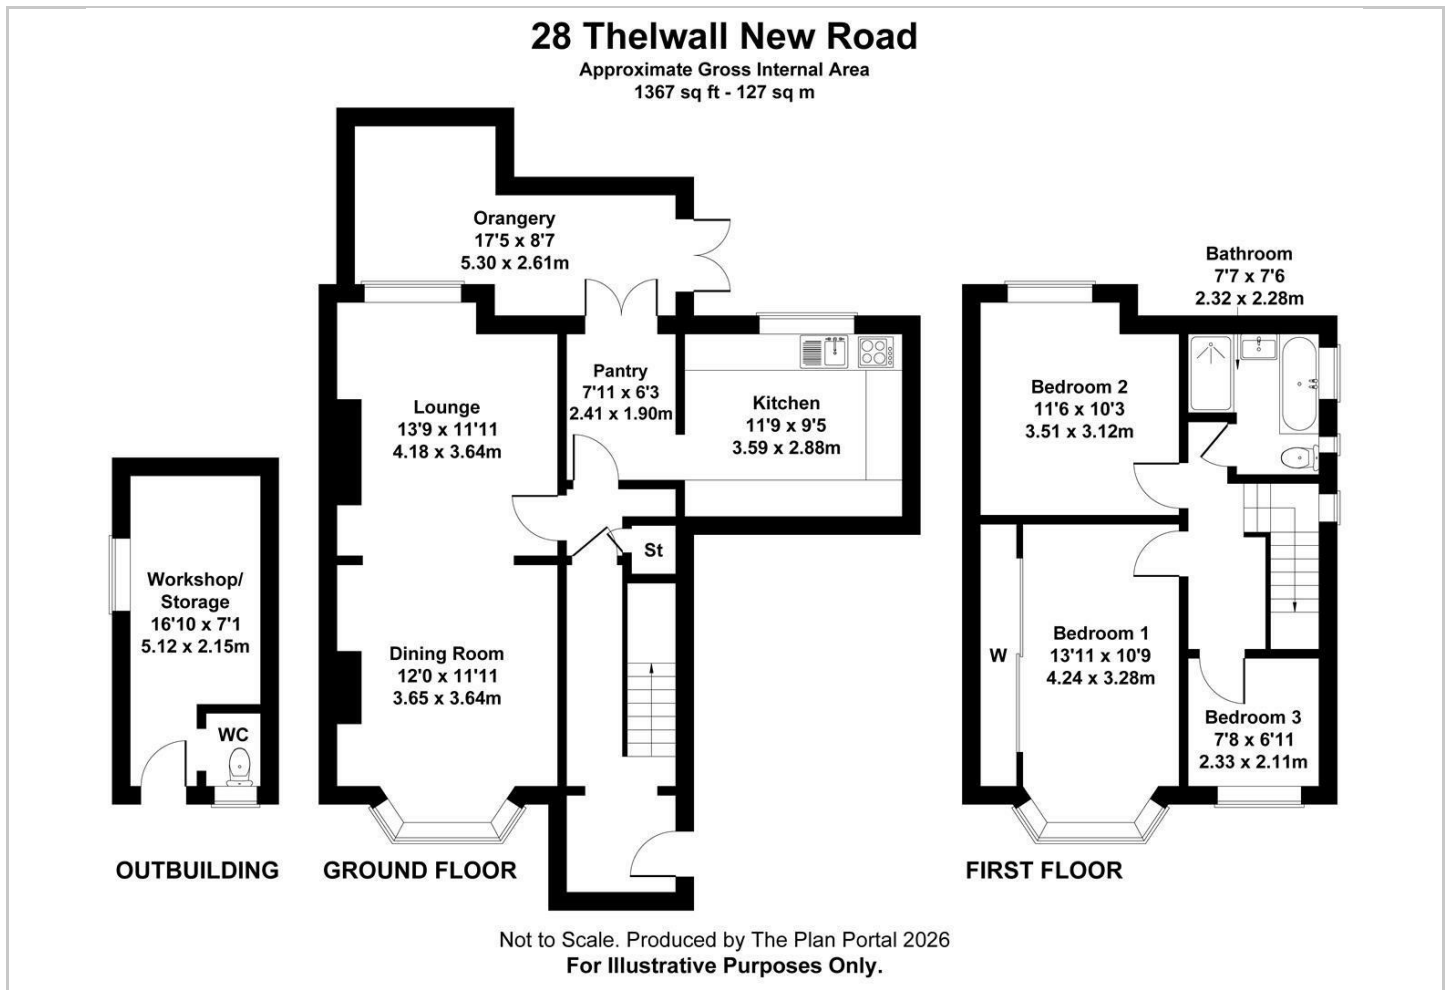 28 Thelwall New Road
Approximate Gross Internal Area
1367 sq ft - 127 sq m
Orangery
17'5 x 8'7
5.30 x 2.61m
Pantry
7'11 x 6'3
2.41 x 1.90m
Kitchen
11'9 x 9'5
3.59 x 2.88m
Lounge
13'9 x 11'11
4.18 x 3.64m
St
Dining Room
12'0 x 11'11
3.65 x 3.64m
Workshop/
Storage
16'10 x 7'1
5.12 x 2.15m
WC
Bathroom
7'7 x 7'6
2.32 x 2.28m
Bedroom 2
11'6 x 10'3
3.51 x 3.12m
W
Bedroom 1
13'11 x 10'9
4.24 x 3.28m
Bedroom 3
7'8 x 6'11
2.33 x 2.11m
OUTBUILDING
GROUND FLOOR
FIRST FLOOR
Not to Scale. Produced by The Plan Portal 2026
For Illustrative Purposes Only.